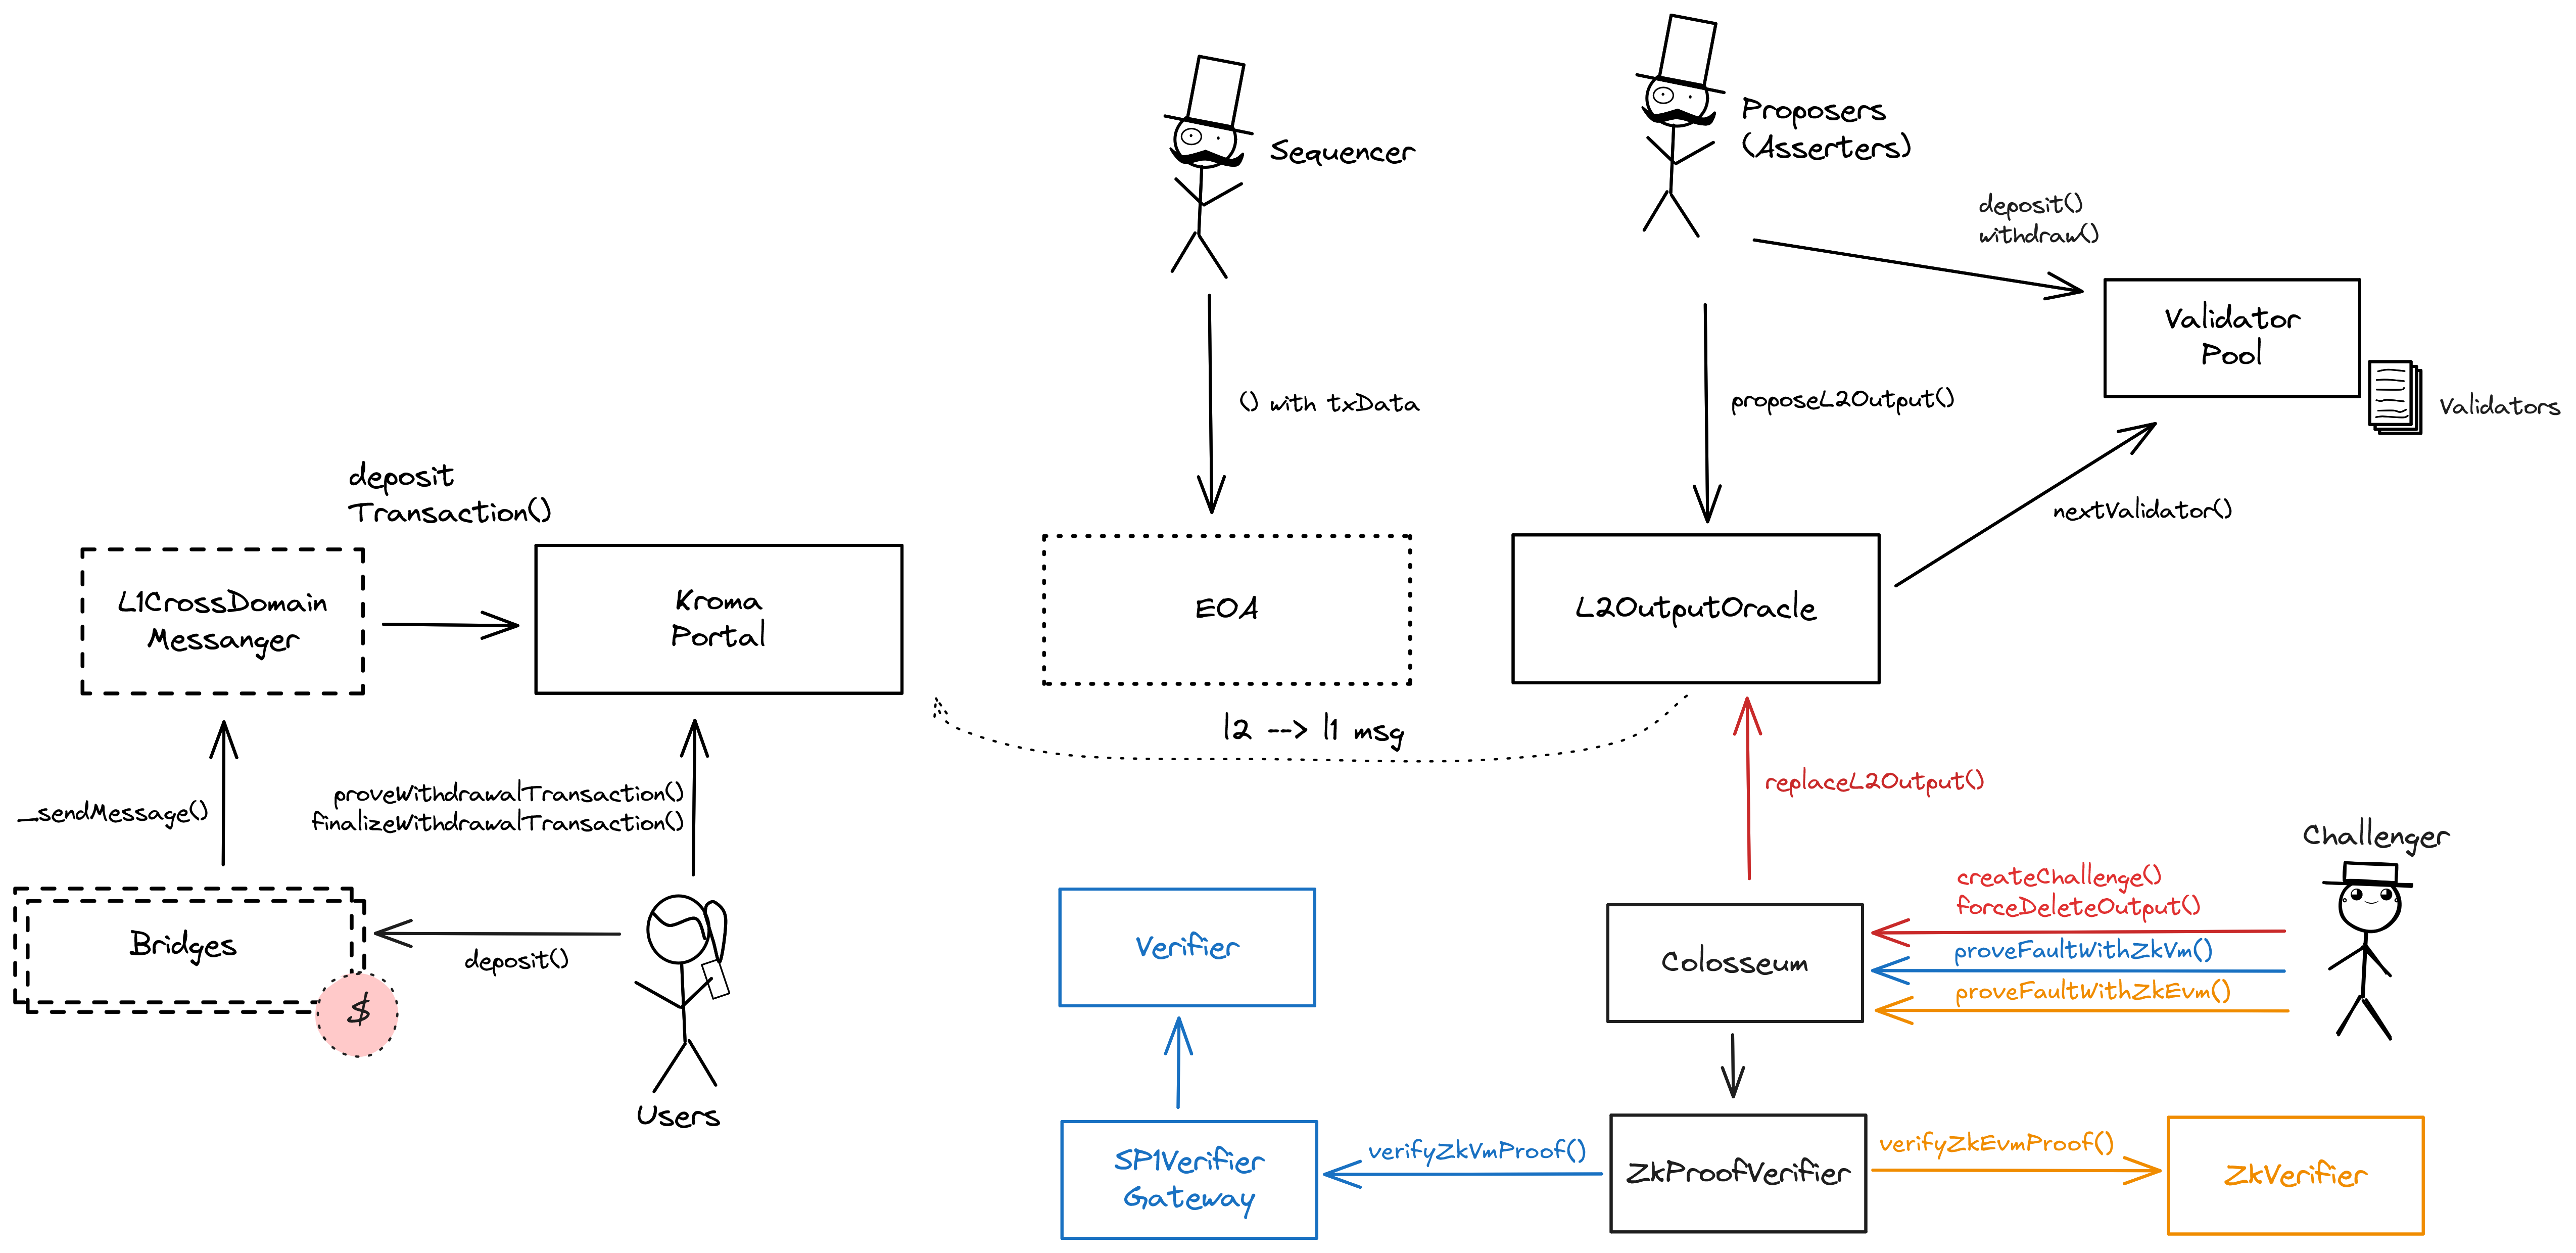 Sequencer
Proposers
(Asserters)
deposit()
withdraw()
Validator
Pool
Validators
() with txData
proposeL2Output()
nextValidator()
deposit
Transaction()
L1CrossDomain
Messanger
Kroma
Portal
EOA
L2OutputOracle
l2 --> l1 msg
_sendMessage()
proveWithdrawalTransaction()
finalizeWithdrawalTransaction()
replaceL2Output()
Challenger
createChallenge()
forceDeleteOutput()
proveFaultWithZkVm()
proveFaultWithZkEvm()
Bridges
$
deposit()
Users
Verifier
Colosseum
SP1Verifier
Gateway
verifyZkVmProof()
ZkProofVerifier
verifyZkEvmProof()
ZkVerifier